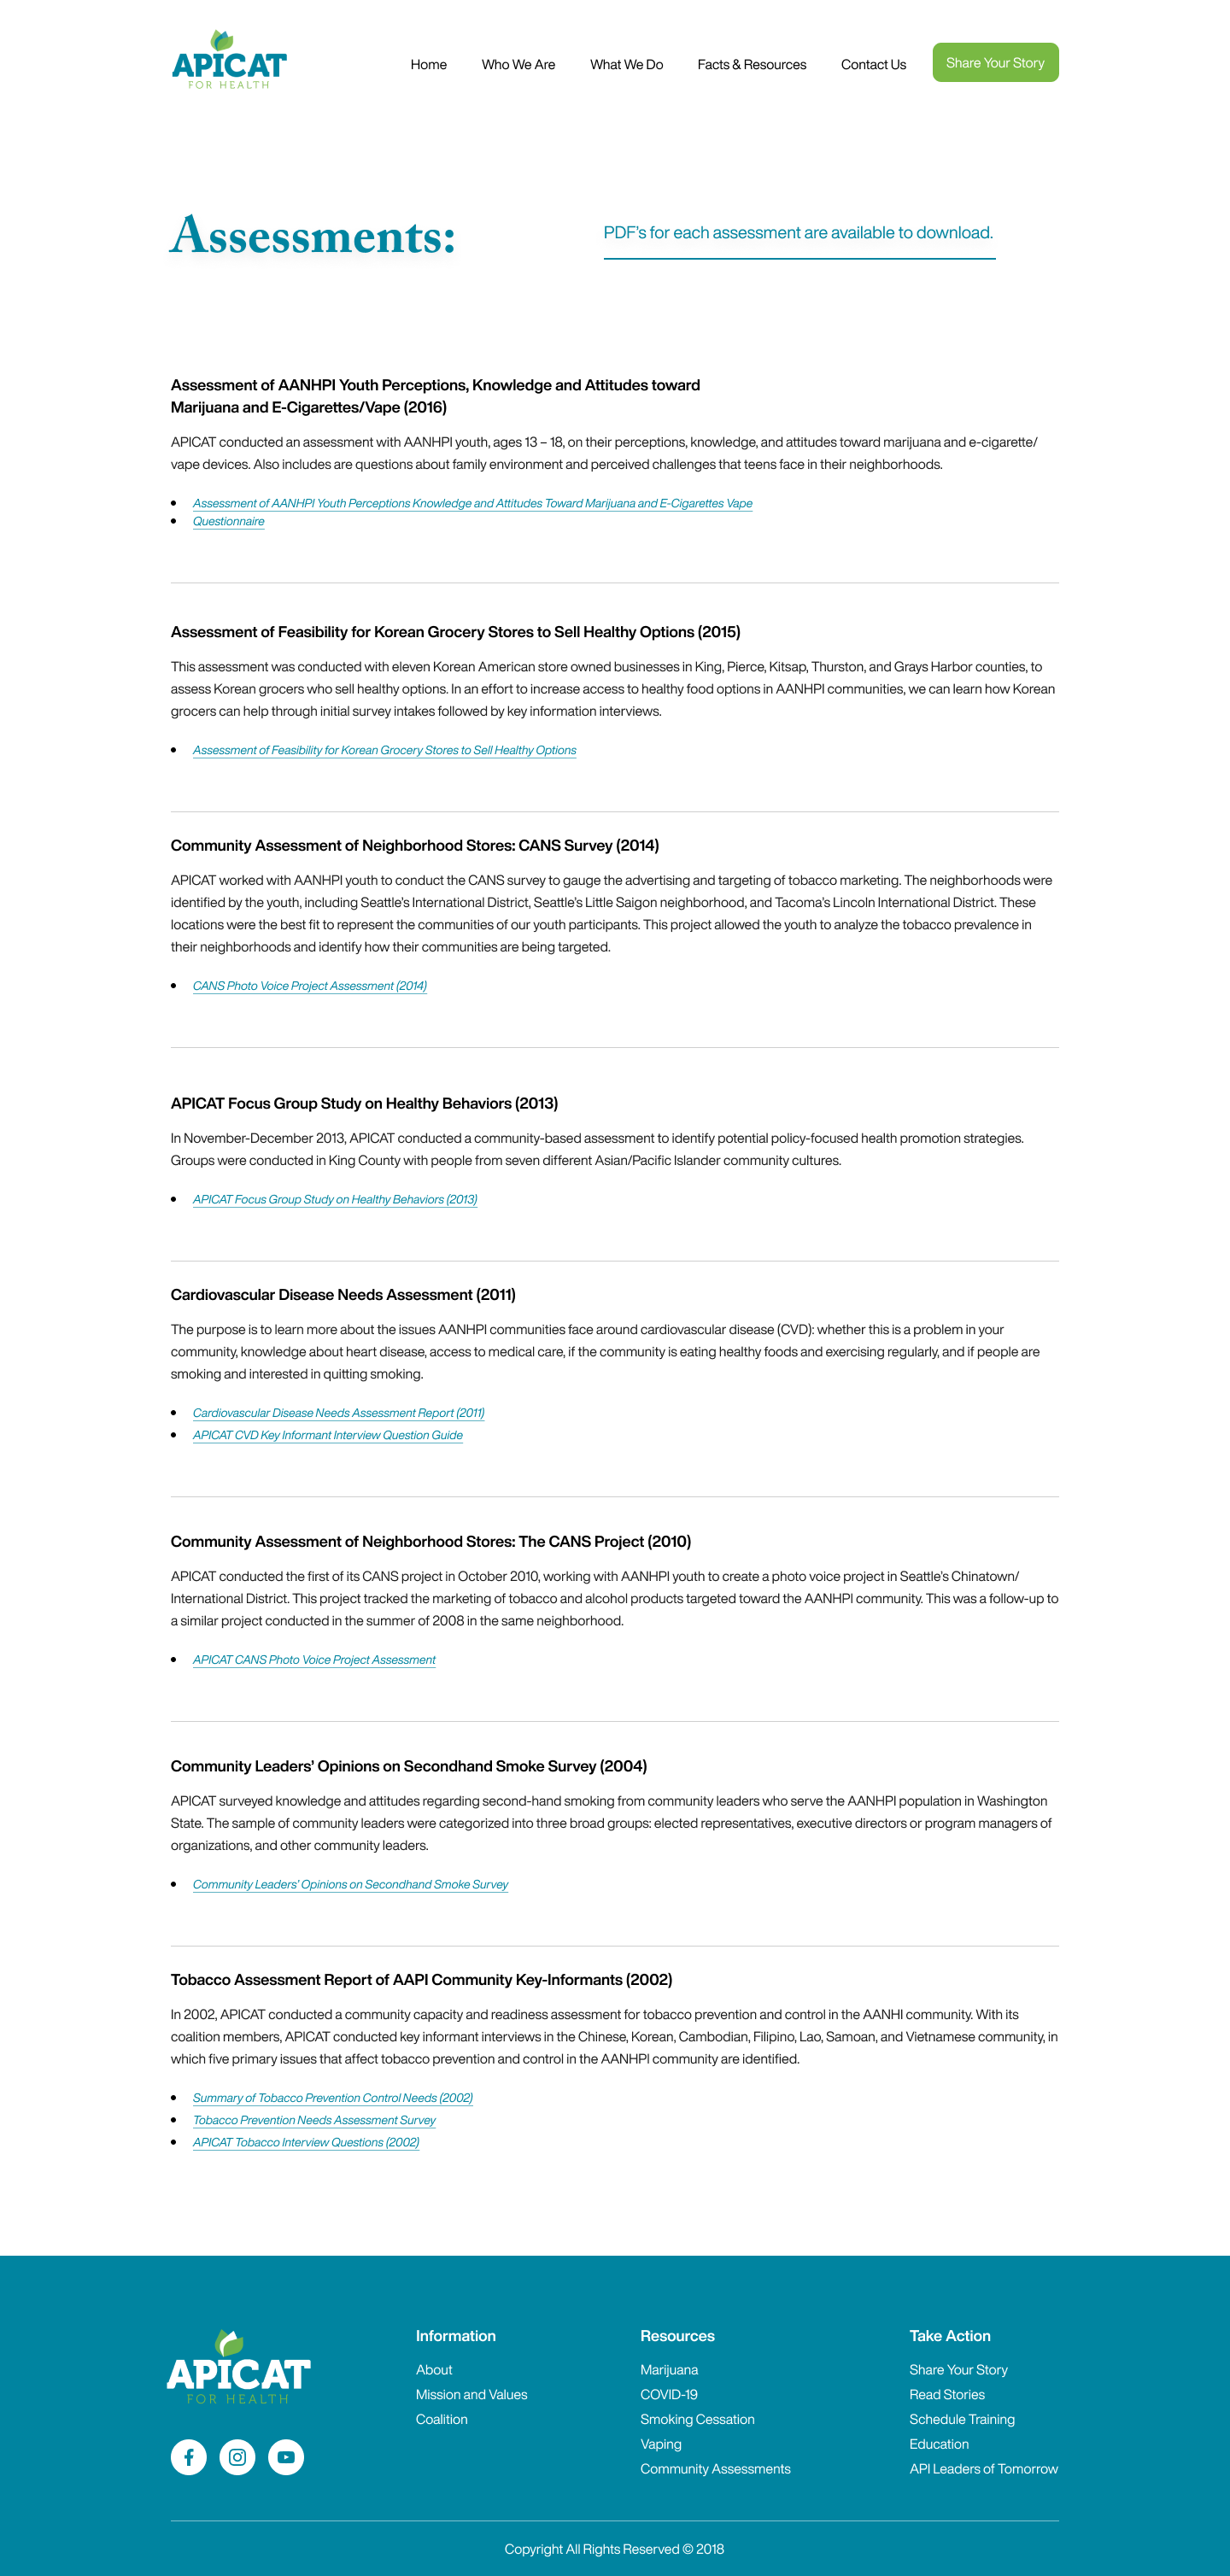 APICAT
FOR HEALTH
Home
Who We Are
What We Do
Facts & Resources
Contact Us
Share Your Story
Assessments:
PDF's for each assessment are available to download.
Assessment of AANHPI Youth Perceptions, Knowledge and Attitudes toward
Marijuana and E-Cigarettes/Vape (2016)
APICAT conducted an assessment with AANHPI youth, ages 13 – 18, on their perceptions, knowledge, and attitudes toward marijuana and e-cigarette/
vape devices. Also includes are questions about family environment and perceived challenges that teens face in their neighborhoods.
• Assessment of AANHPI Youth Perceptions Knowledge and Attitudes Toward Marijuana and E-Cigarettes Vape
• Questionnaire
Assessment of Feasibility for Korean Grocery Stores to Sell Healthy Options (2015)
This assessment was conducted with eleven Korean American store owned businesses in King, Pierce, Kitsap, Thurston, and Grays Harbor counties, to
assess Korean grocers who sell healthy options. In an effort to increase access to healthy food options in AANHPI communities, we can learn how Korean
grocers can help through initial survey intakes followed by key information interviews.
• Assessment of Feasibility for Korean Grocery Stores to Sell Healthy Options
Community Assessment of Neighborhood Stores: CANS Survey (2014)
APICAT worked with AANHPI youth to conduct the CANS survey to gauge the advertising and targeting of tobacco marketing. The neighborhoods were
identified by the youth, including Seattle's International District, Seattle's Little Saigon neighborhood, and Tacoma's Lincoln International District. These
locations were the best fit to represent the communities of our youth participants. This project allowed the youth to analyze the tobacco prevalence in
their neighborhoods and identify how their communities are being targeted.
• CANS Photo Voice Project Assessment (2014)
APICAT Focus Group Study on Healthy Behaviors (2013)
In November-December 2013, APICAT conducted a community-based assessment to identify potential policy-focused health promotion strategies.
Groups were conducted in King County with people from seven different Asian/Pacific Islander community cultures.
• APICAT Focus Group Study on Healthy Behaviors (2013)
Cardiovascular Disease Needs Assessment (2011)
The purpose is to learn more about the issues AANHPI communities face around cardiovascular disease (CVD): whether this is a problem in your
community, knowledge about heart disease, access to medical care, if the community is eating healthy foods and exercising regularly, and if people are
smoking and interested in quitting smoking.
• Cardiovascular Disease Needs Assessment Report (2011)
• APICAT CVD Key Informant Interview Question Guide
Community Assessment of Neighborhood Stores: The CANS Project (2010)
APICAT conducted the first of its CANS project in October 2010, working with AANHPI youth to create a photo voice project in Seattle's Chinatown/
International District. This project tracked the marketing of tobacco and alcohol products targeted toward the AANHPI community. This was a follow-up to
a similar project conducted in the summer of 2008 in the same neighborhood.
• APICAT CANS Photo Voice Project Assessment
Community Leaders' Opinions on Secondhand Smoke Survey (2004)
APICAT surveyed knowledge and attitudes regarding second-hand smoking from community leaders who serve the AANHPI population in Washington
State. The sample of community leaders were categorized into three broad groups: elected representatives, executive directors or program managers of
organizations, and other community leaders.
• Community Leaders' Opinions on Secondhand Smoke Survey
Tobacco Assessment Report of AAPI Community Key-Informants (2002)
In 2002, APICAT conducted a community capacity and readiness assessment for tobacco prevention and control in the AANHI community. With its
coalition members, APICAT conducted key informant interviews in the Chinese, Korean, Cambodian, Filipino, Lao, Samoan, and Vietnamese community, in
which five primary issues that affect tobacco prevention and control in the AANHPI community are identified.
• Summary of Tobacco Prevention Control Needs (2002)
• Tobacco Prevention Needs Assessment Survey
• APICAT Tobacco Interview Questions (2002)
APICAT
FOR HEALTH
Information
About
Mission and Values
Coalition
Resources
Marijuana
COVID-19
Smoking Cessation
Vaping
Community Assessments
Take Action
Share Your Story
Read Stories
Schedule Training
Education
API Leaders of Tomorrow
Copyright All Rights Reserved © 2018